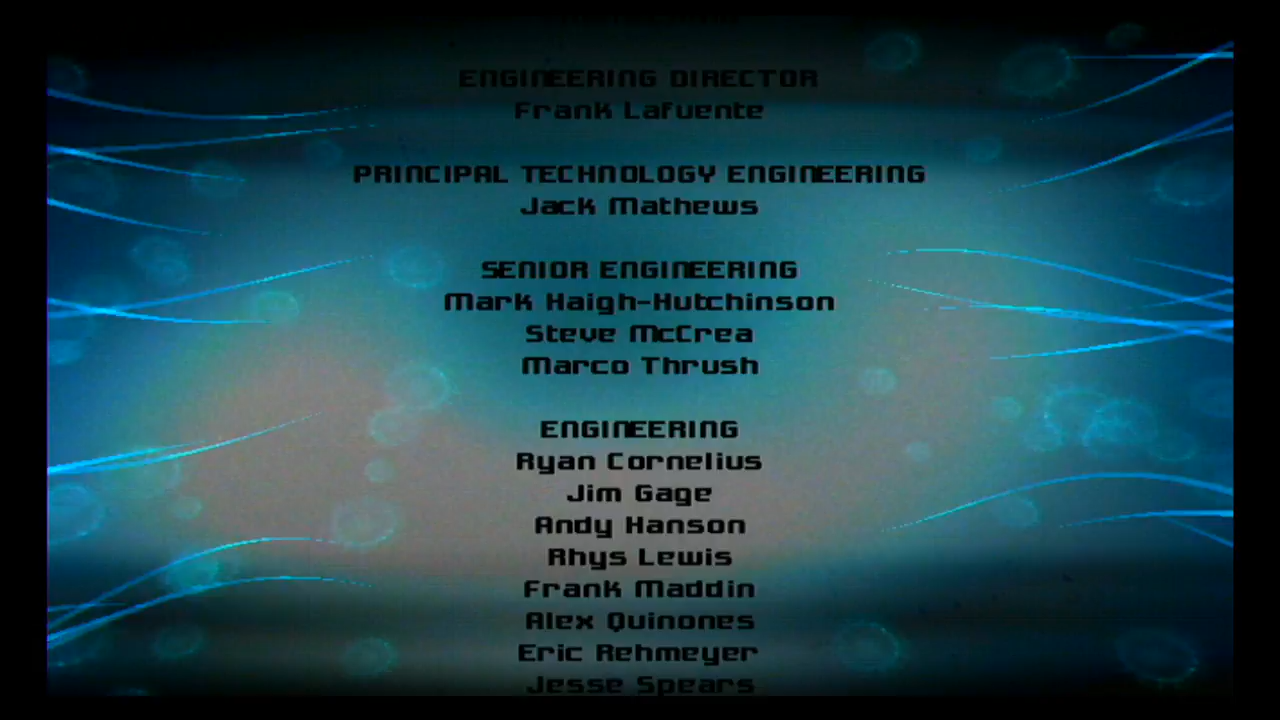 ENGINEERING DIRECTOR
Frank Lafuente
PRINCIPAL TECHNOLOGY ENGINEERING
Jack Mathews
SENIOR ENGINEERING
Mark Haigh-Hutchinson
Steve McCrea
Marco Thrush
ENGINEERING
Ryan Cornelius
Jim Gage
Andy Hanson
Rhys Lewis
Frank Maddin
Alex Quinones
Eric Rehmeyer
Jesse Spears